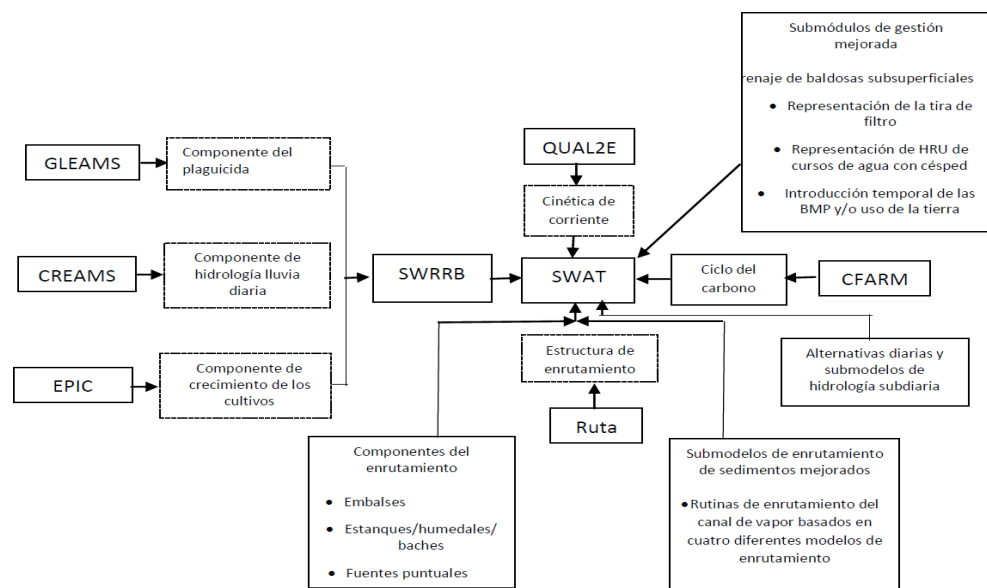 Submódulos de gestión
mejorada
renaje de baldosas subsuperficiales
• Representación de la tira de
filtro
• Representación de HRU de
cursos de agua con césped
• Introducción temporal de las
BMP y/o uso de la tierra
GLEAMS
Componente del
plaguicida
QUAL2E
Cinética de
corriente
CREAMS
Componente de
hidrología lluvia
diaria
SWRRB
SWAT
Ciclo del
carbono
CFARM
EPIC
Componente de
crecimiento de los
cultivos
Estructura de
enrutamiento
Ruta
Alternativas diarias y
submodelos de
hidrología subdiaria
Componentes del
enrutamiento
• Embalses
• Estanques/humedales/
baches
• Fuentes puntuales
Submodelos de enrutamiento
de sedimentos mejorados
• Rutinas de enrutamiento del
canal de vapor basados en
cuatro diferentes modelos de
enrutamiento